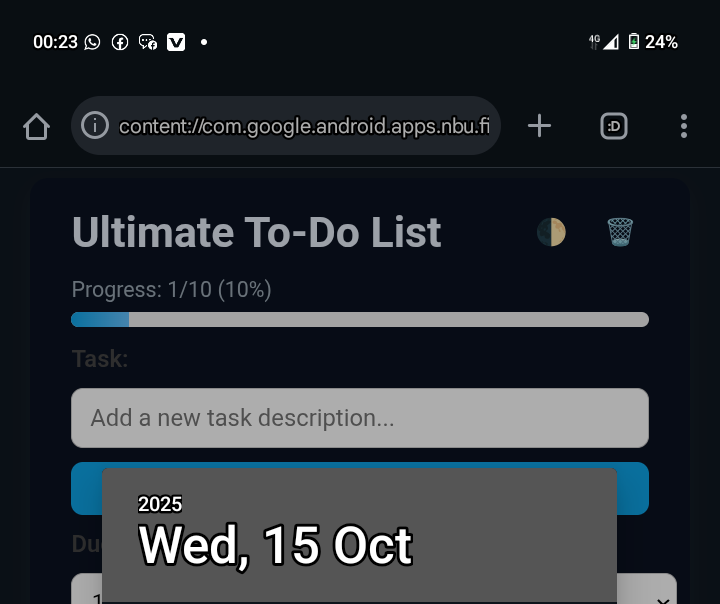 00:23
4G 24%
content://com.google.android.apps.nbu.fi
:D
Ultimate To-Do List
Progress: 1/10 (10%)
Task:
Add a new task description...
2025
Wed, 15 Oct
Du
1